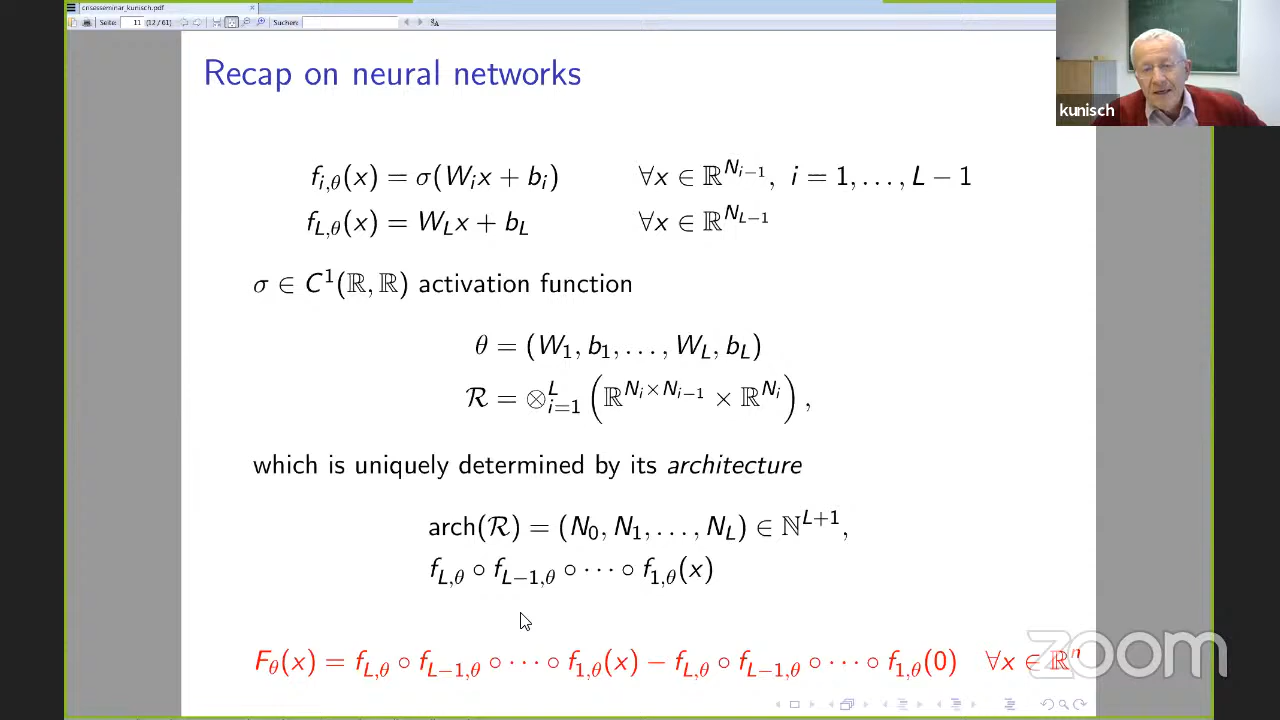 cnsesseminar_kunisch.pdf
Seite: 11 (12/61) Suchen:
Recap on neural networks
kunisch
f_{i,θ}(x) = σ(W_i x + b_i) ∀x ∈ ℝ^{N_{i−1}}, i = 1, . . . , L − 1
f_{L,θ}(x) = W_L x + b_L ∀x ∈ ℝ^{N_{L−1}}
σ ∈ C^1(ℝ, ℝ) activation function
θ = (W_1, b_1, . . . , W_L, b_L)
ℛ = ⊗_{i=1}^{L} (ℝ^{N_i×N_{i−1}} × ℝ^{N_i}) ,
which is uniquely determined by its architecture
arch(ℛ) = (N_0, N_1, . . . , N_L) ∈ ℕ^{L+1},
f_{L,θ} ∘ f_{L−1,θ} ∘ · · · ∘ f_{1,θ}(x)
F_θ(x) = f_{L,θ} ∘ f_{L−1,θ} ∘ · · · ∘ f_{1,θ}(x) − f_{L,θ} ∘ f_{L−1,θ} ∘ · · · ∘ f_{1,θ}(0) ∀x ∈ ℝ^n
zoom